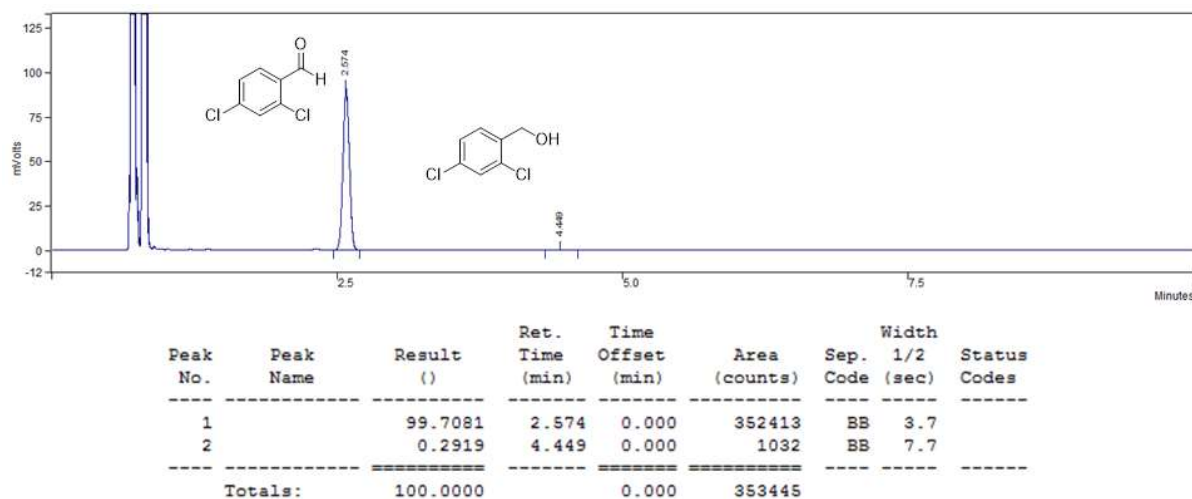 125
100
75
50
25
0
-12
mVolts
O
H
Cl
Cl
2.574
OH
Cl
Cl
4.449
2.5 5.0 7.5
Minutes
Ret. Time Width
Peak Peak Result Time Offset Area Sep. 1/2 Status
No. Name () (min) (min) (counts) Code (sec) Codes
---- ------------ ---------- ------- ------- ---------- ---- ----- ------
1 99.7081 2.574 0.000 352413 BB 3.7
2 0.2919 4.449 0.000 1032 BB 7.7
---- ------------ ========== ------- ======= ========== ---- ----- ------
Totals: 100.0000 0.000 353445